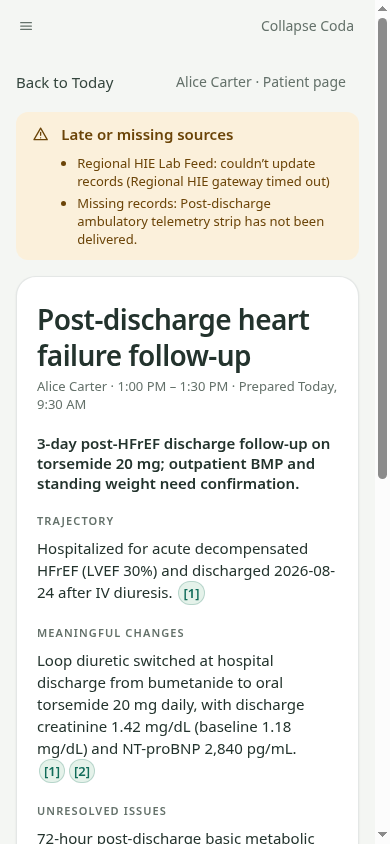 Collapse Coda
Back to Today
Alice Carter · Patient page
Late or missing sources
• Regional HIE Lab Feed: couldn’t update
records (Regional HIE gateway timed out)
• Missing records: Post-discharge
ambulatory telemetry strip has not been
delivered.
Post-discharge heart
failure follow-up
Alice Carter · 1:00 PM – 1:30 PM · Prepared Today,
9:30 AM
3-day post-HFrEF discharge follow-up on
torsemide 20 mg; outpatient BMP and
standing weight need confirmation.
TRAJECTORY
Hospitalized for acute decompensated
HFrEF (LVEF 30%) and discharged 2026-08-
24 after IV diuresis. [1]
MEANINGFUL CHANGES
Loop diuretic switched at hospital
discharge from bumetanide to oral
torsemide 20 mg daily, with discharge
creatinine 1.42 mg/dL (baseline 1.18
mg/dL) and NT-proBNP 2,840 pg/mL.
[1] [2]
UNRESOLVED ISSUES
72-hour post-discharge basic metabolic